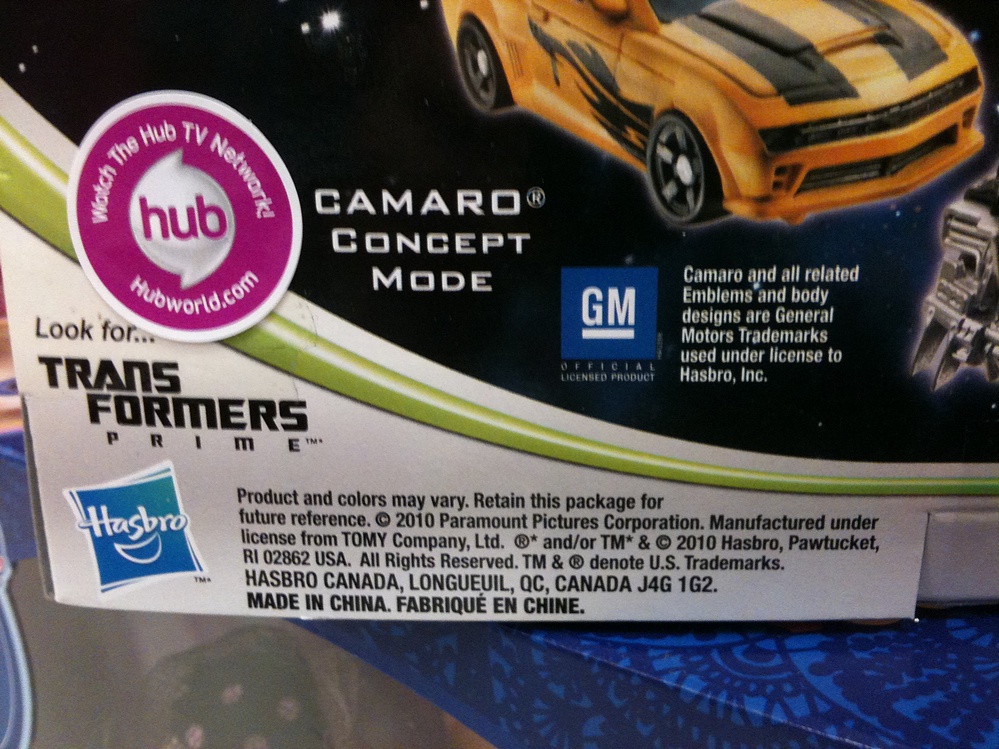 Watch The Hub TV Network!
hub
Hubworld.com
CAMARO®
CONCEPT
MODE
GM
OFFICIAL
LICENSED PRODUCT
Camaro and all related
Emblems and body
designs are General
Motors Trademarks
used under license to
Hasbro, Inc.
Look for...
TRANS
FORMERS
PRIME™*
Hasbro
™*
Product and colors may vary. Retain this package for
future reference. © 2010 Paramount Pictures Corporation. Manufactured under
license from TOMY Company, Ltd. ®* and/or TM* & © 2010 Hasbro, Pawtucket,
RI 02862 USA. All Rights Reserved. TM & ® denote U.S. Trademarks.
HASBRO CANADA, LONGUEUIL, QC, CANADA J4G 1G2.
MADE IN CHINA. FABRIQUÉ EN CHINE.